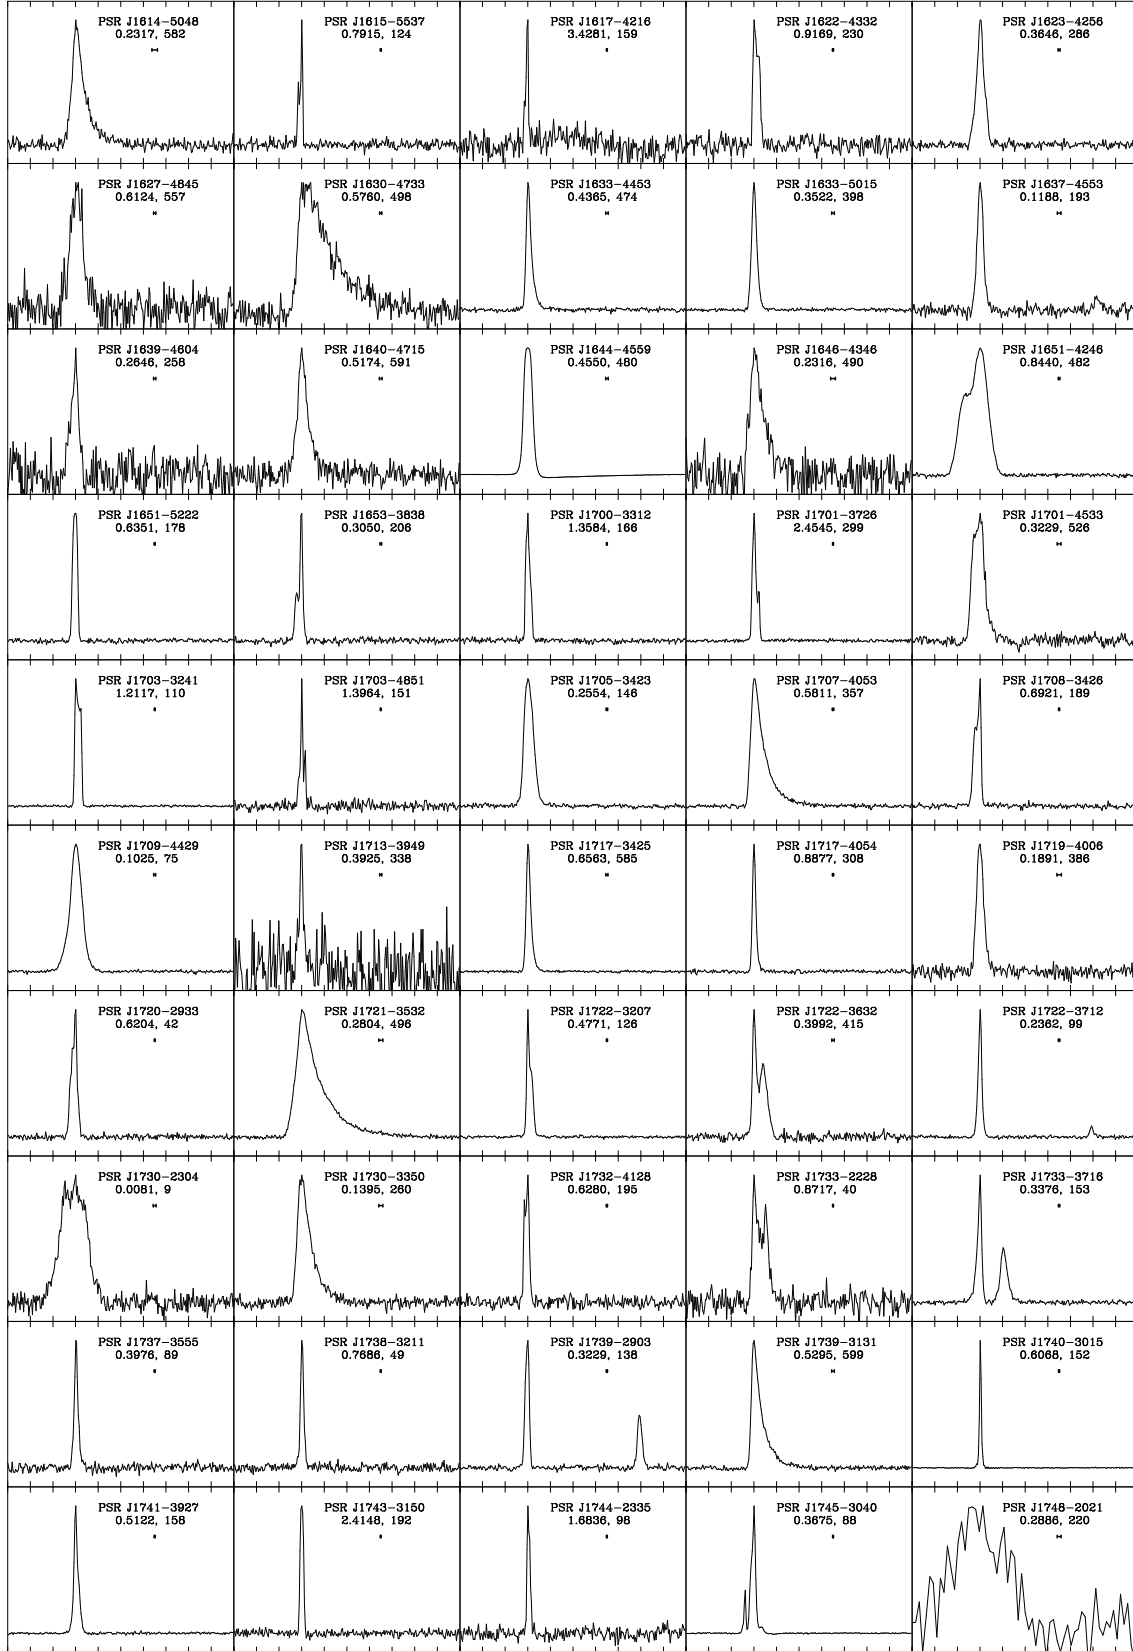 PSR J1614-5048
0.2317, 582
PSR J1615-5537
0.7915, 124
PSR J1617-4216
3.4281, 159
PSR J1622-4332
0.9169, 230
PSR J1623-4256
0.3646, 286
PSR J1627-4845
0.6124, 557
PSR J1630-4733
0.5760, 498
PSR J1633-4453
0.4365, 474
PSR J1633-5015
0.3522, 398
PSR J1637-4553
0.1188, 193
PSR J1639-4604
0.2646, 258
PSR J1640-4715
0.5174, 591
PSR J1644-4559
0.4550, 480
PSR J1646-4346
0.2316, 490
PSR J1651-4246
0.8440, 482
PSR J1651-5222
0.6351, 178
PSR J1653-3838
0.3050, 206
PSR J1700-3312
1.3584, 166
PSR J1701-3726
2.4545, 299
PSR J1701-4533
0.3229, 526
PSR J1703-3241
1.2117, 110
PSR J1703-4851
1.3964, 151
PSR J1705-3423
0.2554, 146
PSR J1707-4053
0.5811, 357
PSR J1708-3426
0.6921, 189
PSR J1709-4429
0.1025, 75
PSR J1713-3949
0.3925, 338
PSR J1717-3425
0.6563, 585
PSR J1717-4054
0.8877, 308
PSR J1719-4006
0.1891, 386
PSR J1720-2933
0.6204, 42
PSR J1721-3532
0.2804, 496
PSR J1722-3207
0.4771, 126
PSR J1722-3632
0.3992, 415
PSR J1722-3712
0.2362, 99
PSR J1730-2304
0.0081, 9
PSR J1730-3350
0.1395, 260
PSR J1732-4128
0.6280, 195
PSR J1733-2228
0.8717, 40
PSR J1733-3716
0.3376, 153
PSR J1737-3555
0.3976, 89
PSR J1738-3211
0.7686, 49
PSR J1739-2903
0.3229, 138
PSR J1739-3131
0.5295, 599
PSR J1740-3015
0.6068, 152
PSR J1741-3927
0.5122, 158
PSR J1743-3150
2.4148, 192
PSR J1744-2335
1.6836, 98
PSR J1745-3040
0.3675, 88
PSR J1748-2021
0.2886, 220